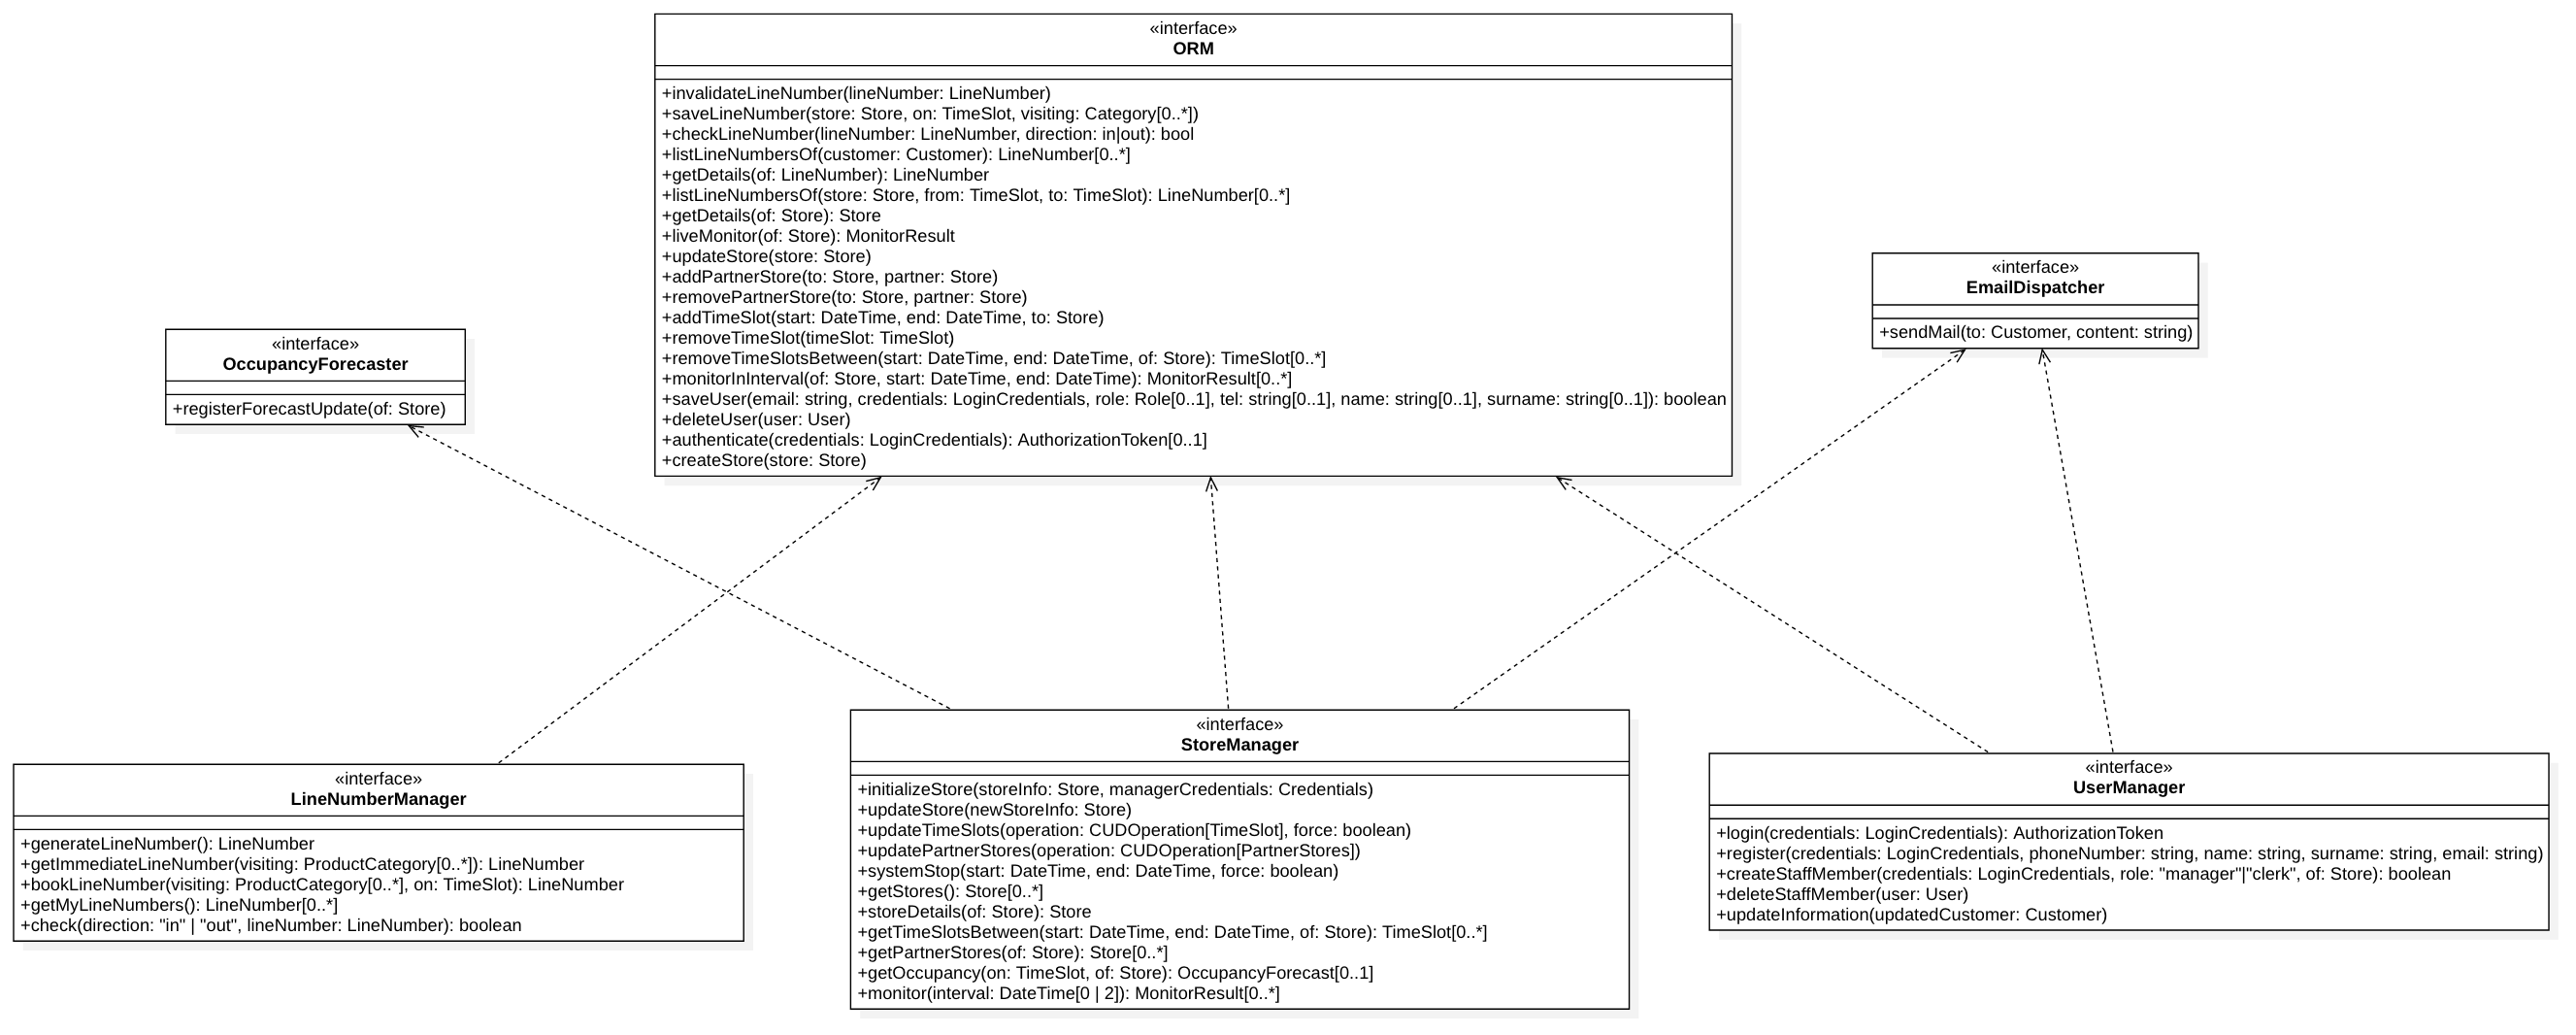 «interface»
ORM
+invalidateLineNumber(lineNumber: LineNumber)
+saveLineNumber(store: Store, on: TimeSlot, visiting: Category[0..*])
+checkLineNumber(lineNumber: LineNumber, direction: in|out): bool
+listLineNumbersOf(customer: Customer): LineNumber[0..*]
+getDetails(of: LineNumber): LineNumber
+listLineNumbersOf(store: Store, from: TimeSlot, to: TimeSlot): LineNumber[0..*]
+getDetails(of: Store): Store
+liveMonitor(of: Store): MonitorResult
+updateStore(store: Store)
+addPartnerStore(to: Store, partner: Store)
+removePartnerStore(to: Store, partner: Store)
+addTimeSlot(start: DateTime, end: DateTime, to: Store)
+removeTimeSlot(timeSlot: TimeSlot)
+removeTimeSlotsBetween(start: DateTime, end: DateTime, of: Store): TimeSlot[0..*]
+monitorInInterval(of: Store, start: DateTime, end: DateTime): MonitorResult[0..*]
+saveUser(email: string, credentials: LoginCredentials, role: Role[0..1], tel: string[0..1], name: string[0..1], surname: string[0..1]): boolean
+deleteUser(user: User)
+authenticate(credentials: LoginCredentials): AuthorizationToken[0..1]
+createStore(store: Store)
«interface»
EmailDispatcher
+sendMail(to: Customer, content: string)
«interface»
OccupancyForecaster
+registerForecastUpdate(of: Store)
«interface»
LineNumberManager
+generateLineNumber(): LineNumber
+getImmediateLineNumber(visiting: ProductCategory[0..*]): LineNumber
+bookLineNumber(visiting: ProductCategory[0..*], on: TimeSlot): LineNumber
+getMyLineNumbers(): LineNumber[0..*]
+check(direction: "in" | "out", lineNumber: LineNumber): boolean
«interface»
StoreManager
+initializeStore(storeInfo: Store, managerCredentials: Credentials)
+updateStore(newStoreInfo: Store)
+updateTimeSlots(operation: CUDOperation[TimeSlot], force: boolean)
+updatePartnerStores(operation: CUDOperation[PartnerStores])
+systemStop(start: DateTime, end: DateTime, force: boolean)
+getStores(): Store[0..*]
+storeDetails(of: Store): Store
+getTimeSlotsBetween(start: DateTime, end: DateTime, of: Store): TimeSlot[0..*]
+getPartnerStores(of: Store): Store[0..*]
+getOccupancy(on: TimeSlot, of: Store): OccupancyForecast[0..1]
+monitor(interval: DateTime[0 | 2]): MonitorResult[0..*]
«interface»
UserManager
+login(credentials: LoginCredentials): AuthorizationToken
+register(credentials: LoginCredentials, phoneNumber: string, name: string, surname: string, email: string)
+createStaffMember(credentials: LoginCredentials, role: "manager"|"clerk", of: Store): boolean
+deleteStaffMember(user: User)
+updateInformation(updatedCustomer: Customer)